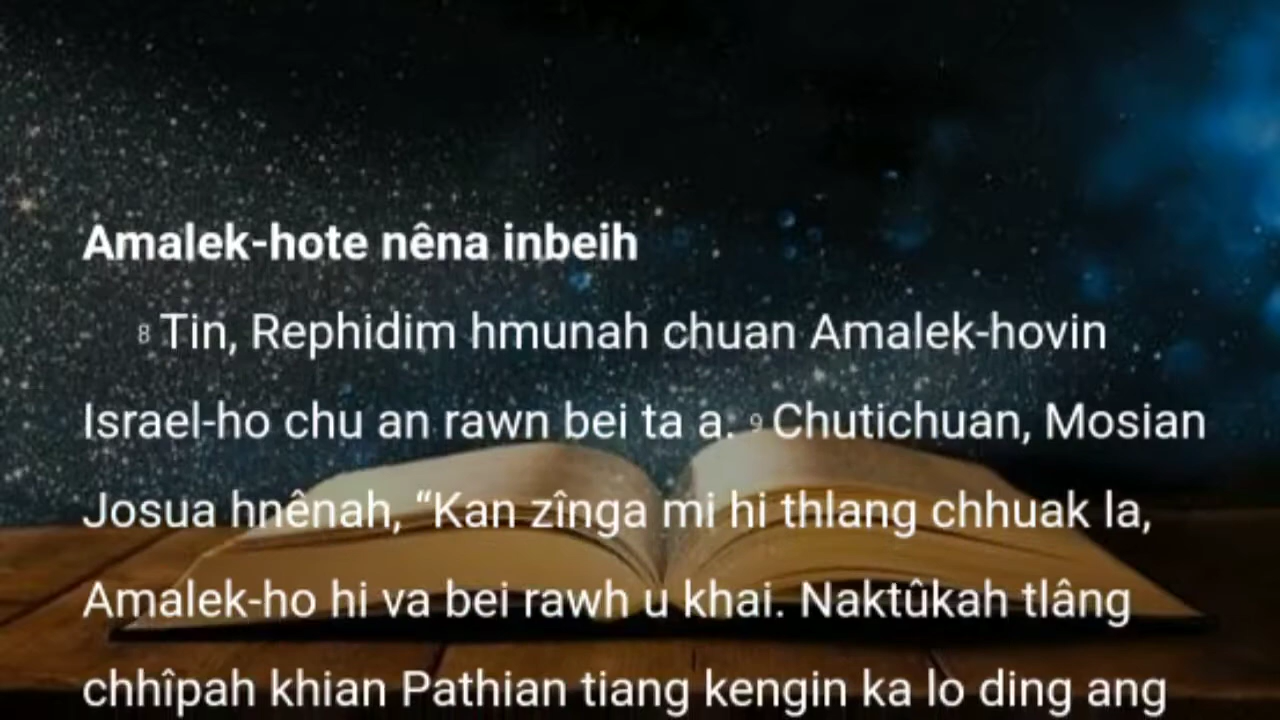 Amalek-hote nêna inbeih
8 Tin, Rephidim hmunah chuan Amalek-hovin
Israel-ho chu an rawn bei ta a. 9 Chutichuan, Mosian
Josua hnênah, “Kan zînga mi hi thlang chhuak la,
Amalek-ho hi va bei rawh u khai. Naktûkah tlâng
chhîpah khian Pathian tiang kengin ka lo ding ang